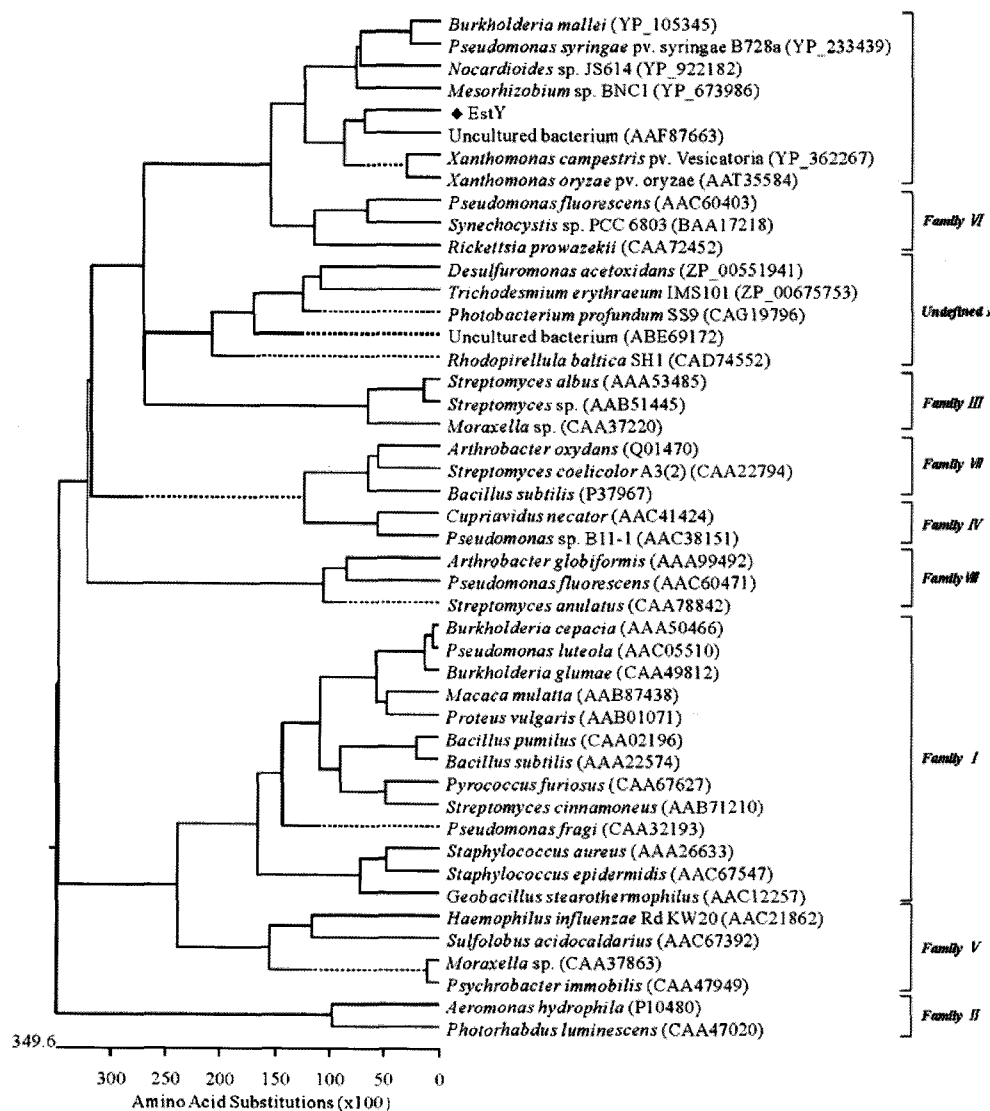 Burkholderia mallei (YP_105345)
Pseudomonas syringae pv. syringae B728a (YP_233439)
Nocardioides sp. JS614 (YP_922182)
Mesorhizobium sp. BNC1 (YP_673986)
◆ EstY
Uncultured bacterium (AAF87663)
Xanthomonas campestris pv. Vesicatoria (YP_362267)
Xanthomonas oryzae pv. oryzae (AAT35584)
Pseudomonas fluorescens (AAC60403)
Synechocystis sp. PCC 6803 (BAA17218)
Family VI
Rickettsia prowazekii (CAA72452)
Desulfuromonas acetoxidans (ZP_00551941)
Trichodesmium erythraeum IMS101 (ZP_00675753)
Photobacterium profundum SS9 (CAG19796)
Undefined
Uncultured bacterium (ABE69172)
Rhodopirellula baltica SH1 (CAD74552)
Streptomyces albus (AAA53485)
Streptomyces sp. (AAB51445)
Family III
Moraxella sp. (CAA37220)
Arthrobacter oxydans (Q01470)
Streptomyces coelicolor A3(2) (CAA22794)
Family VII
Bacillus subtilis (P37967)
Cupriavidus necator (AAC41424)
Family IV
Pseudomonas sp. B11-1 (AAC38151)
Arthrobacter globiformis (AAA99492)
Pseudomonas fluorescens (AAC60471)
Family VIII
Streptomyces anulatus (CAA78842)
Burkholderia cepacia (AAA50466)
Pseudomonas luteola (AAC05510)
Burkholderia glumae (CAA49812)
Macaca mulatta (AAB87438)
Proteus vulgaris (AAB01071)
Bacillus pumilus (CAA02196)
Bacillus subtilis (AAA22574)
Family I
Pyrococcus furiosus (CAA67627)
Streptomyces cinnamoneus (AAB71210)
Pseudomonas fragi (CAA32193)
Staphylococcus aureus (AAA26633)
Staphylococcus epidermidis (AAC67547)
Geobacillus stearothermophilus (AAC12257)
Haemophilus influenzae Rd KW20 (AAC21862)
Sulfolobus acidocaldarius (AAC67392)
Family V
Moraxella sp. (CAA37863)
Psychrobacter immobilis (CAA47949)
Aeromonas hydrophila (P10480)
Family II
Photorhabdus luminescens (CAA47020)
349.6
300 250 200 150 100 50 0
Amino Acid Substitutions (x100)